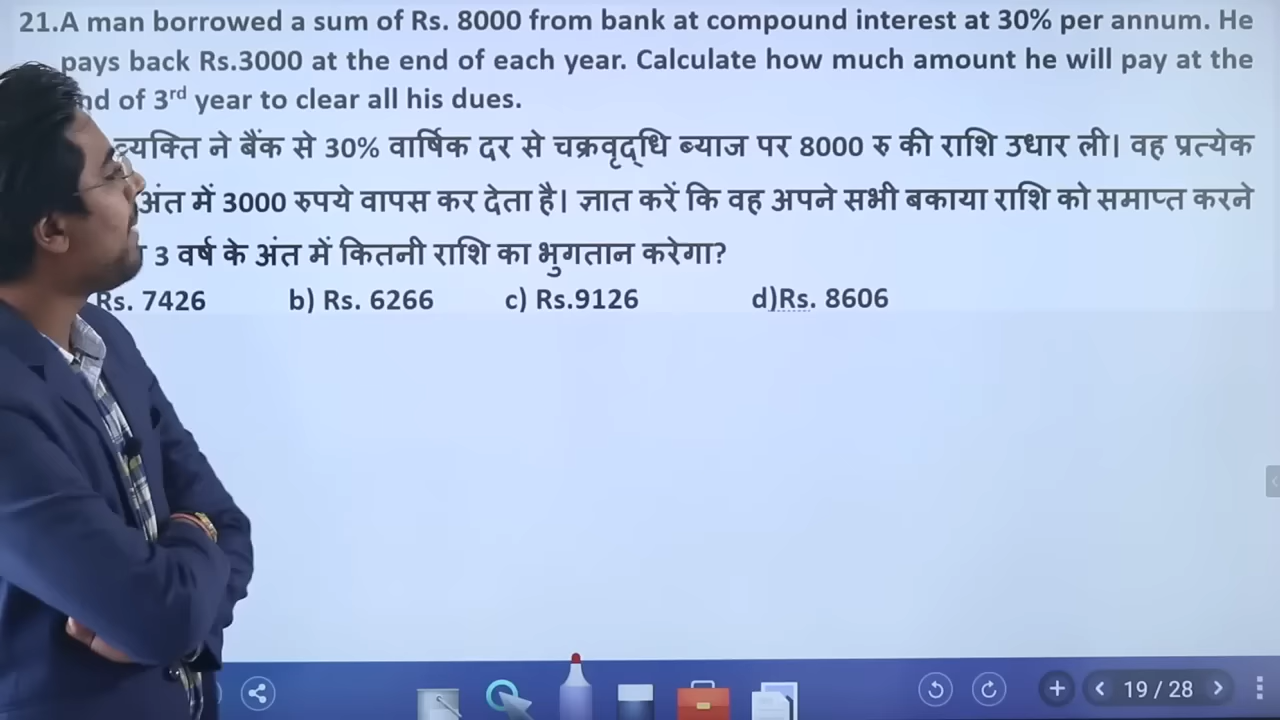 21.A man borrowed a sum of Rs. 8000 from bank at compound interest at 30% per annum. He
pays back Rs.3000 at the end of each year. Calculate how much amount he will pay at the
of 3rd year to clear all his dues.
व्यक्ति ने बैंक से 30% वार्षिक दर से चक्रवृद्धि ब्याज पर 8000 रु की राशि उधार ली। वह प्रत्येक
अंत में 3000 रुपये वापस कर देता है। ज्ञात करें कि वह अपने सभी बकाया राशि को समाप्त करने
3 वर्ष के अंत में कितनी राशि का भुगतान करेगा?
Rs. 7426 b) Rs. 6266 c) Rs.9126 d)Rs. 8606
19 / 28